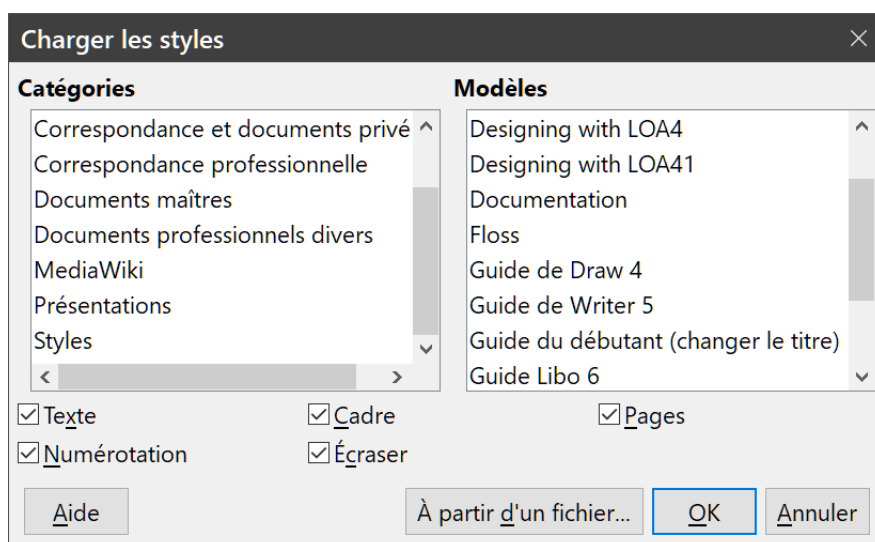 Charger les styles
Catégories
Correspondance et documents privé
Correspondance professionnelle
Documents maîtres
Documents professionnels divers
MediaWiki
Présentations
Styles
Modèles
Designing with LOA4
Designing with LOA41
Documentation
Floss
Guide de Draw 4
Guide de Writer 5
Guide du débutant (changer le titre)
Guide Libo 6
Texte
Cadre
Pages
Numérotation
Écraser
Aide
À partir d'un fichier...
OK
Annuler